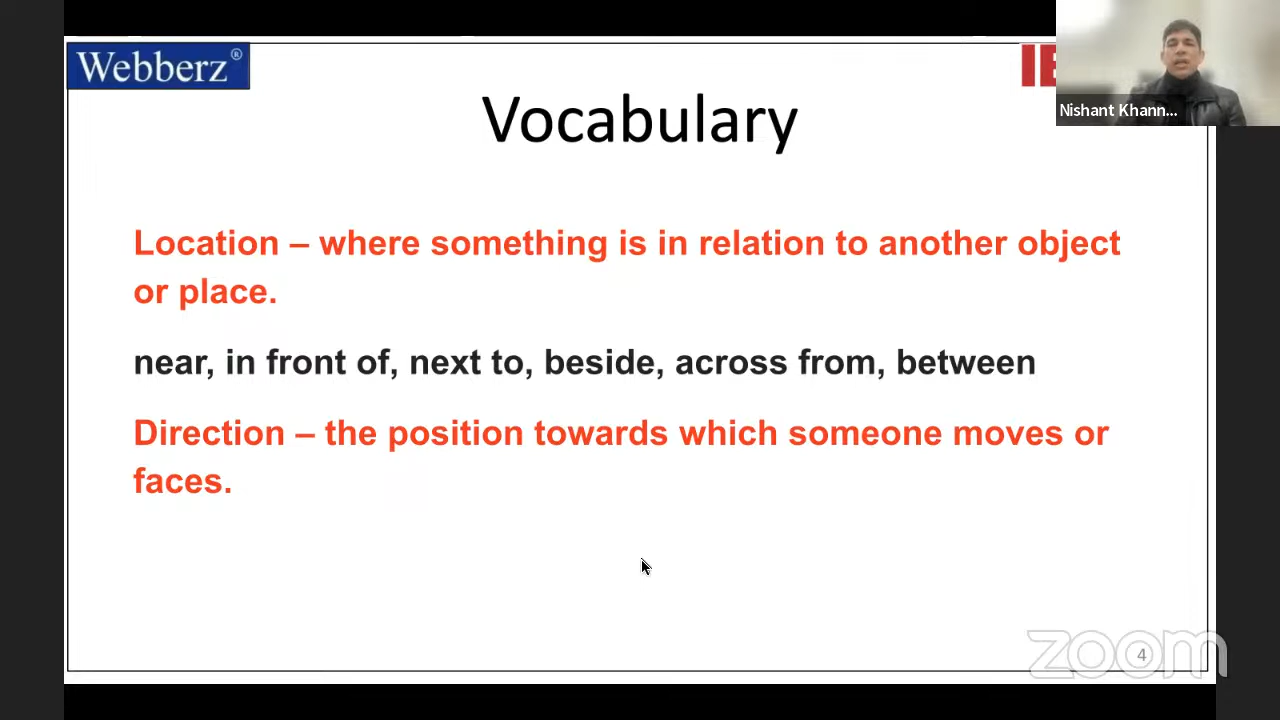 Webberz®
IE
Nishant Khann...
Vocabulary
Location – where something is in relation to another object
or place.
near, in front of, next to, beside, across from, between
Direction – the position towards which someone moves or
faces.
zoom
4